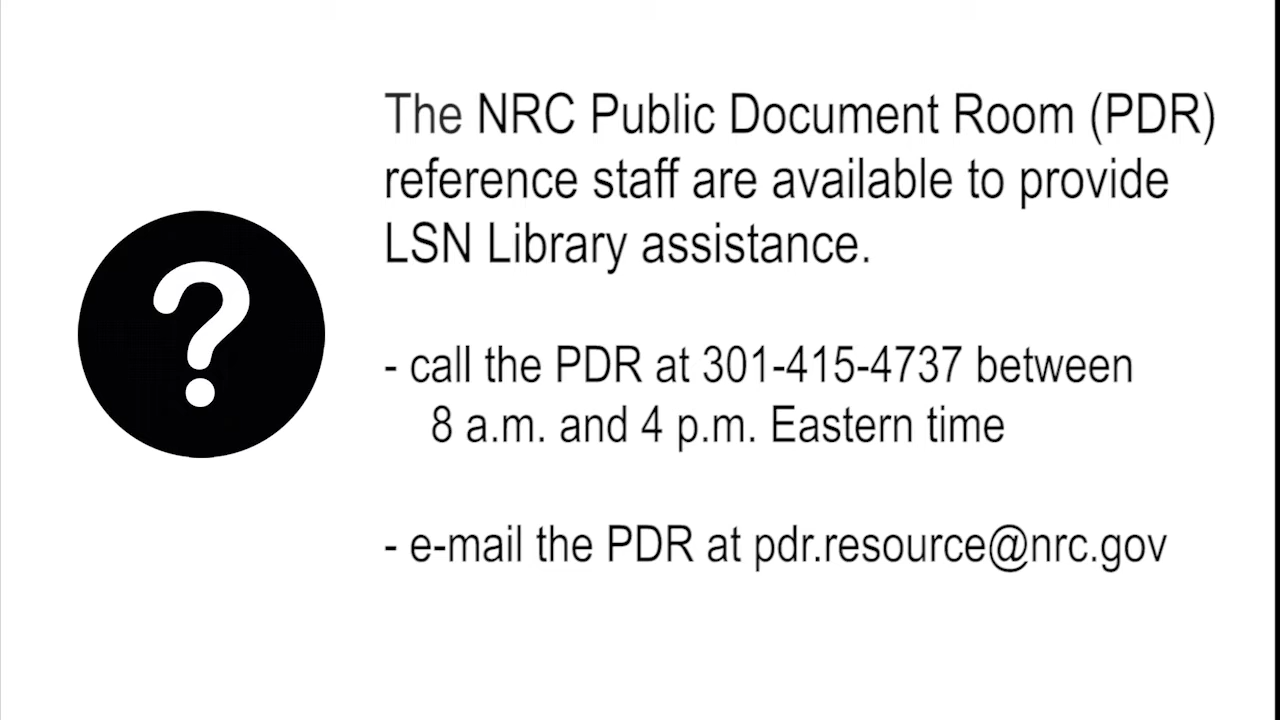 The NRC Public Document Room (PDR)
reference staff are available to provide
LSN Library assistance.
- call the PDR at 301-415-4737 between
8 a.m. and 4 p.m. Eastern time
- e-mail the PDR at pdr.resource@nrc.gov